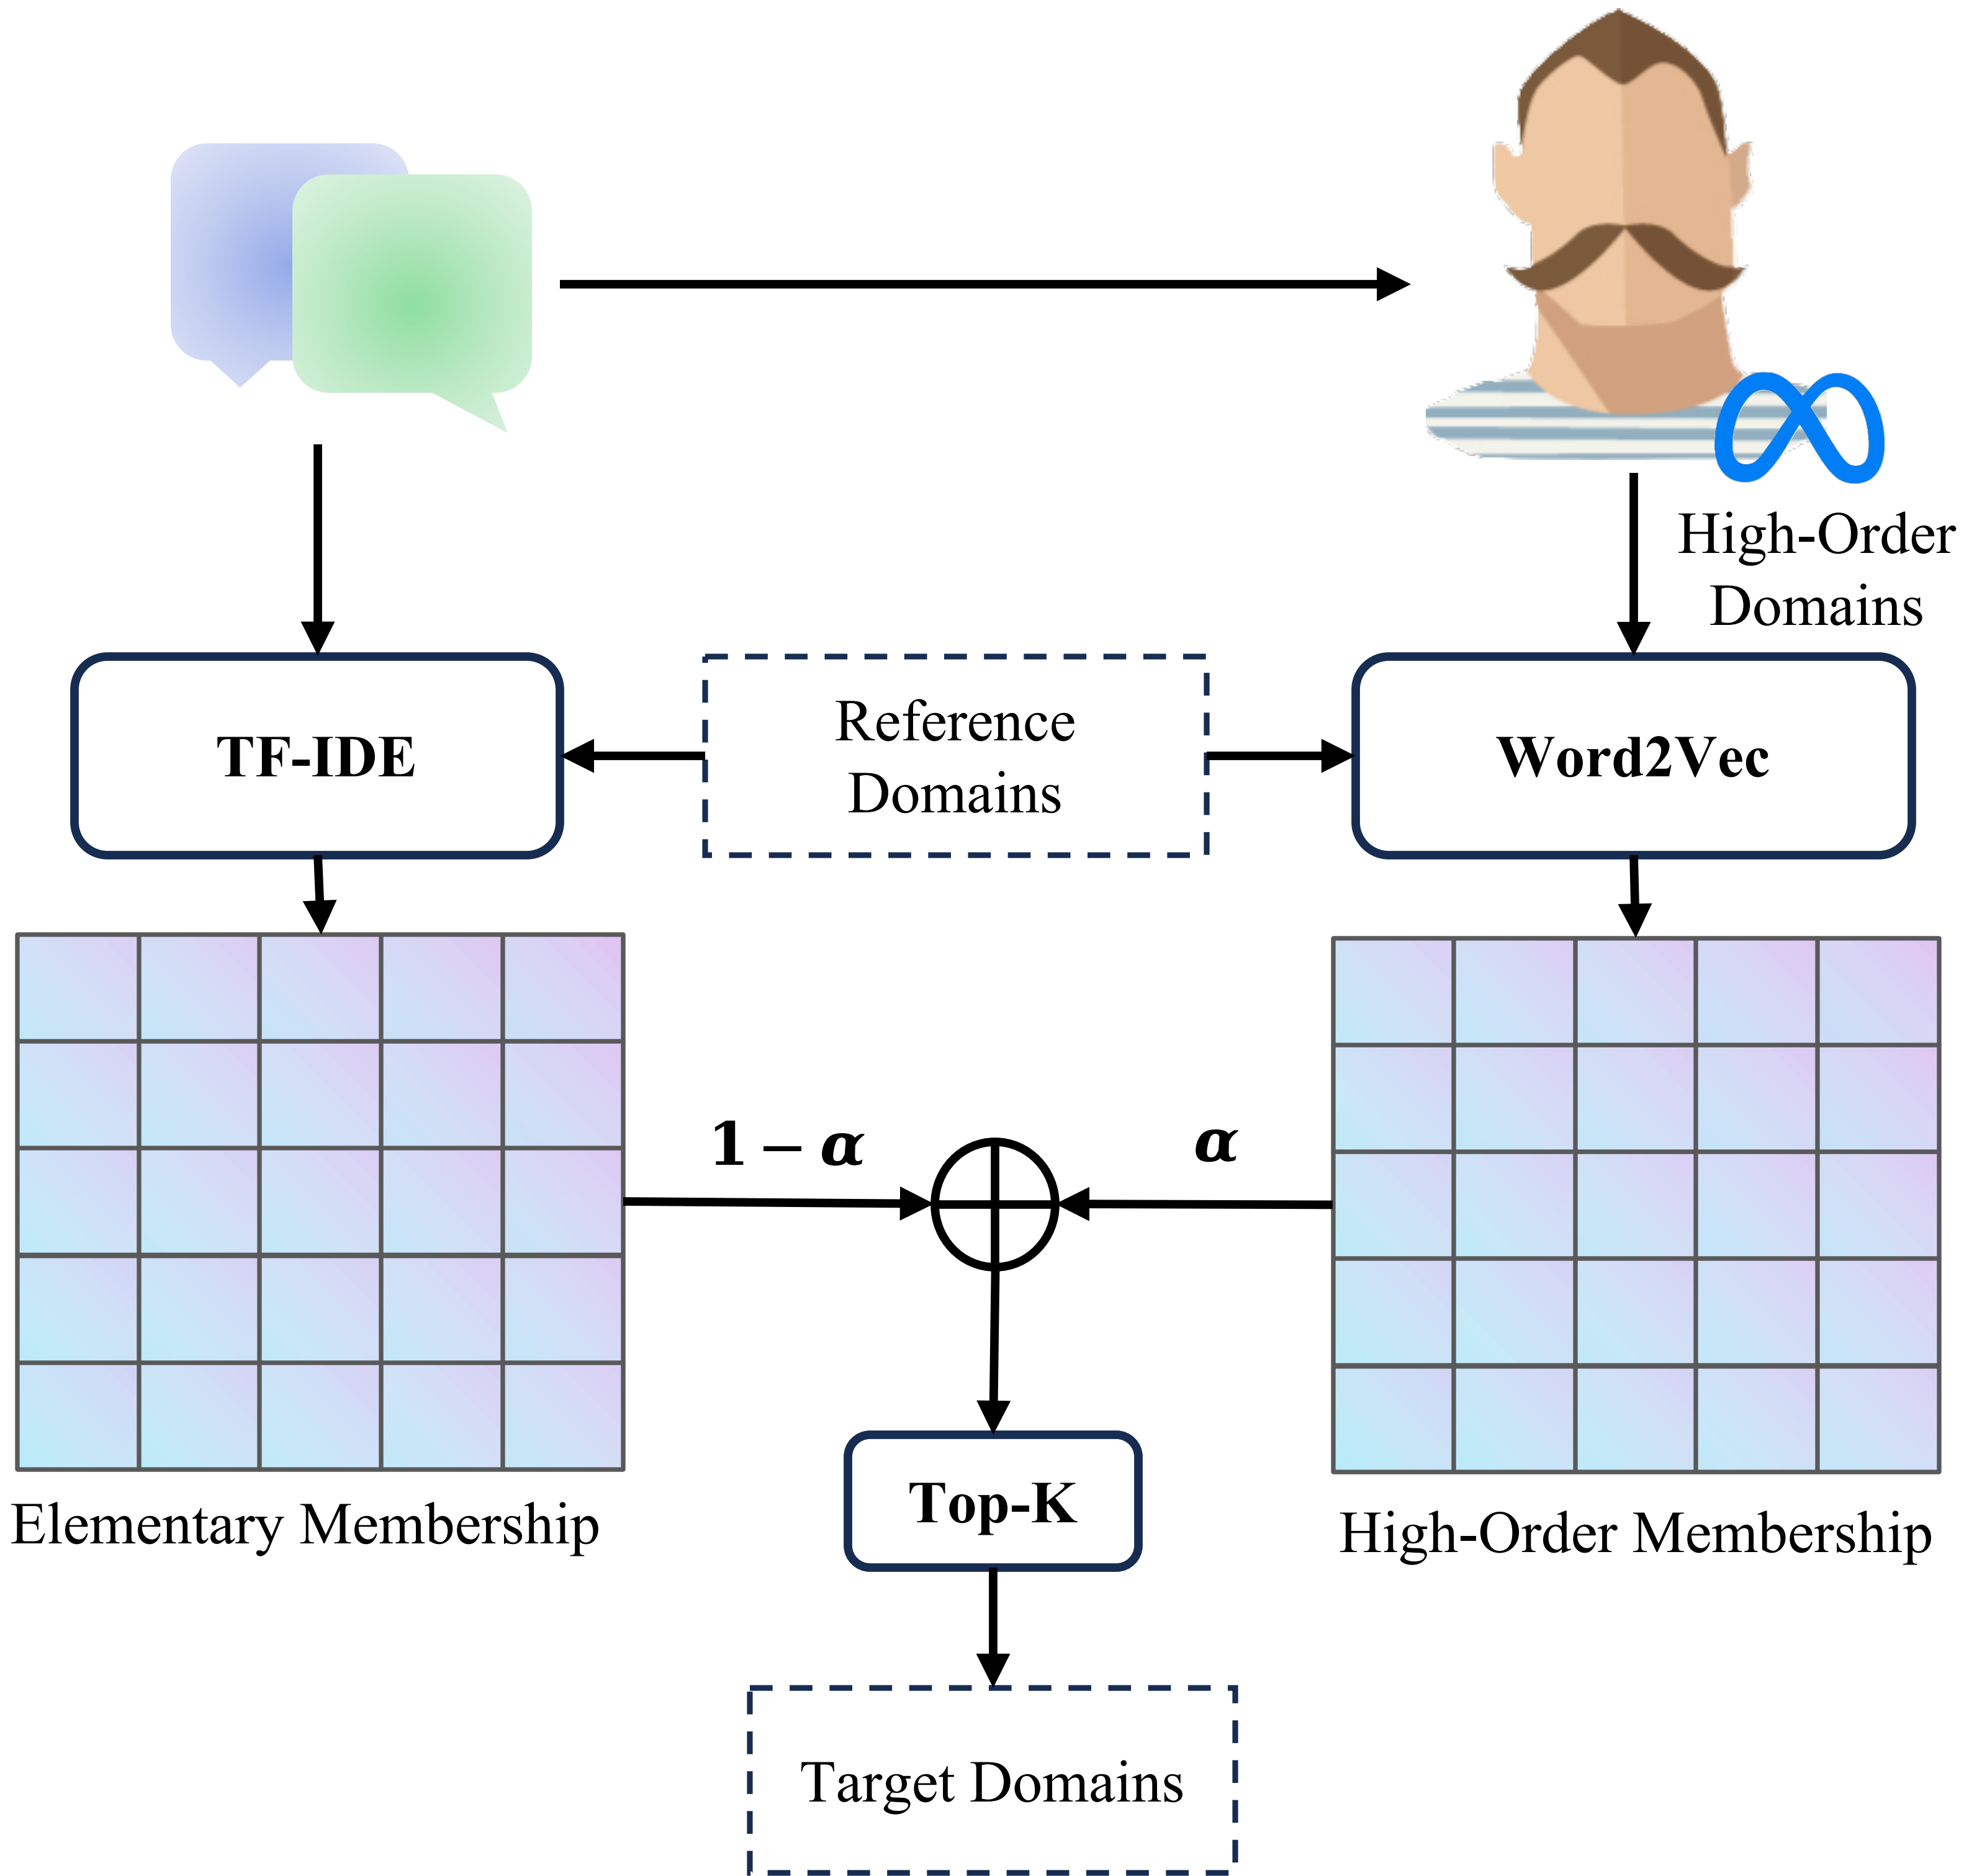 High-Order
Domains
TF-IDE
Reference
Domains
Word2Vec
1 − α
α
Top-K
Elementary Membership
High-Order Membership
Target Domains